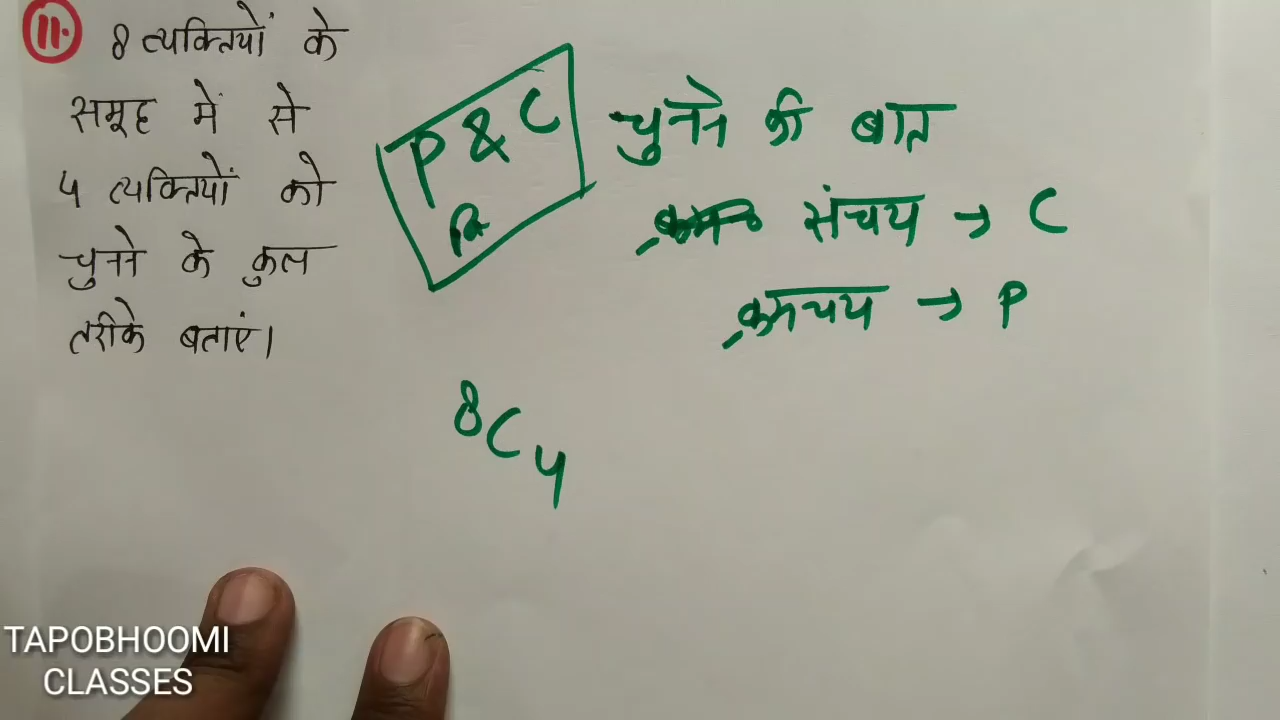 11.
8 व्यक्तियों के
समूह में से
4 व्यक्तियों को
चुनने के कुल
तरीके बताएं।
P & C
चुनने की बात
संचय → C
क्रमचय → P
⁸C₄
TAPOBHOOMI
CLASSES